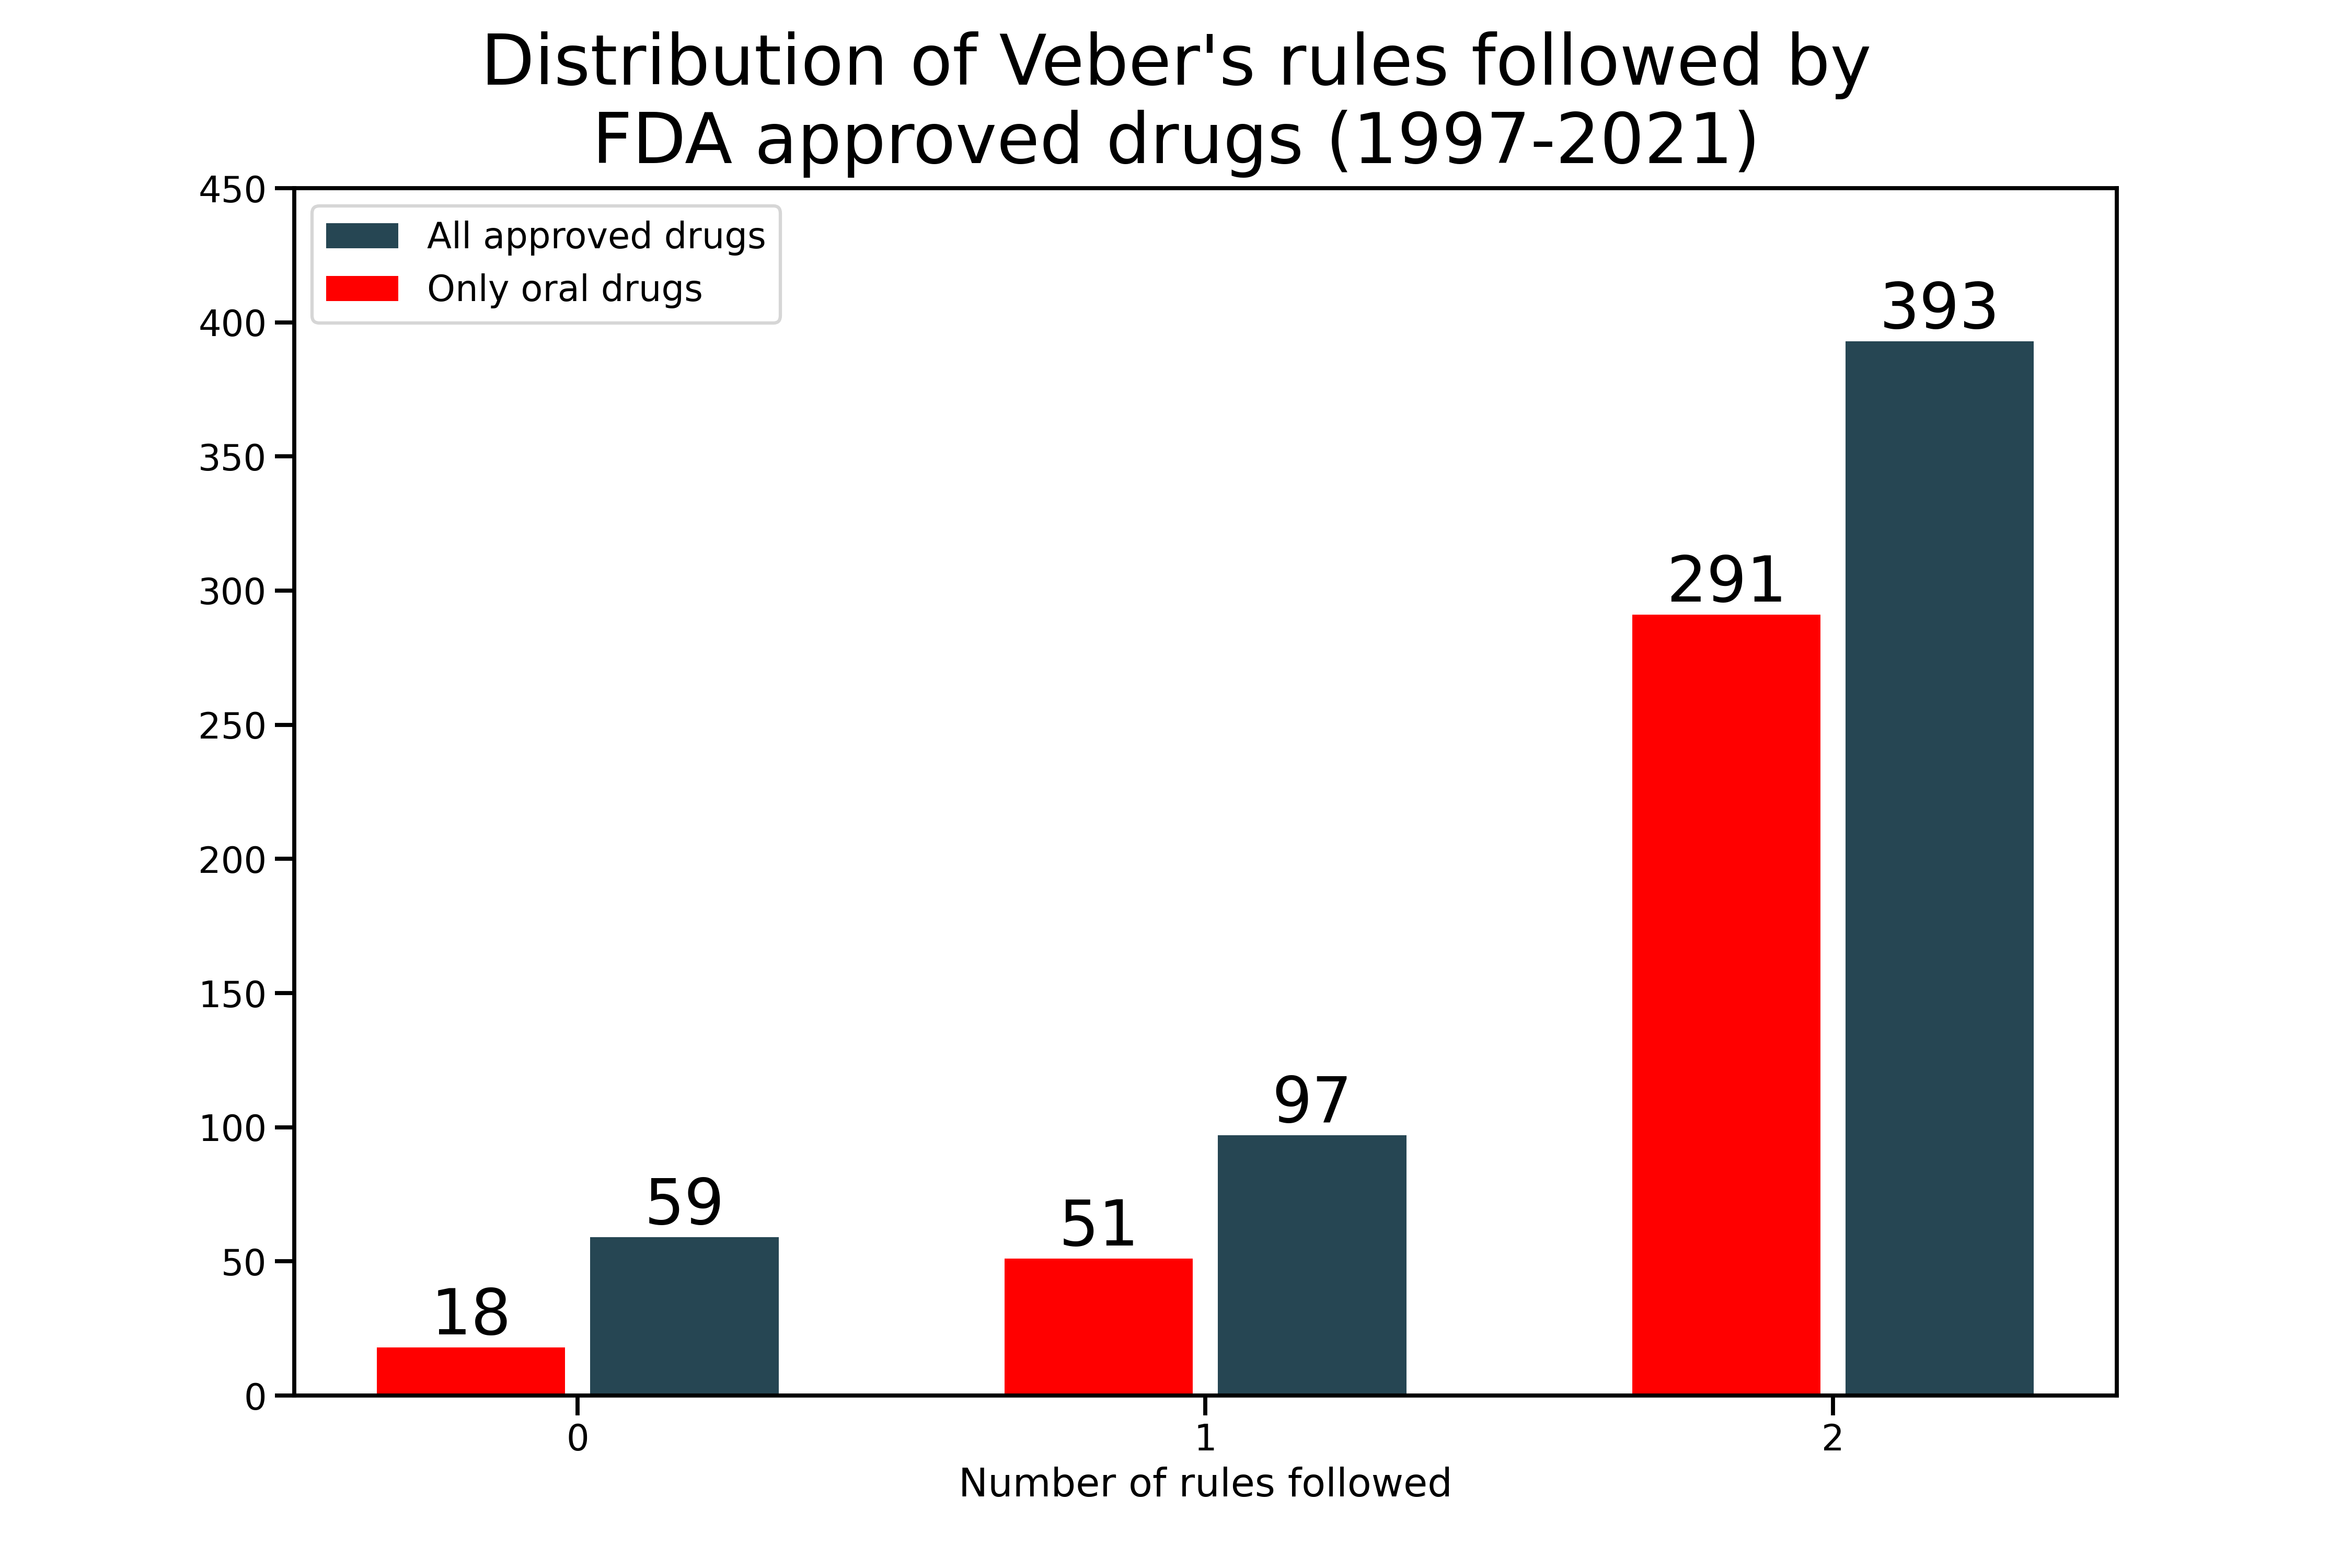 Distribution of Veber's rules followed by
FDA approved drugs (1997-2021)
450
All approved drugs
Only oral drugs
400
393
350
300
291
250
200
150
100
97
59
51
50
18
0
0 1 2
Number of rules followed